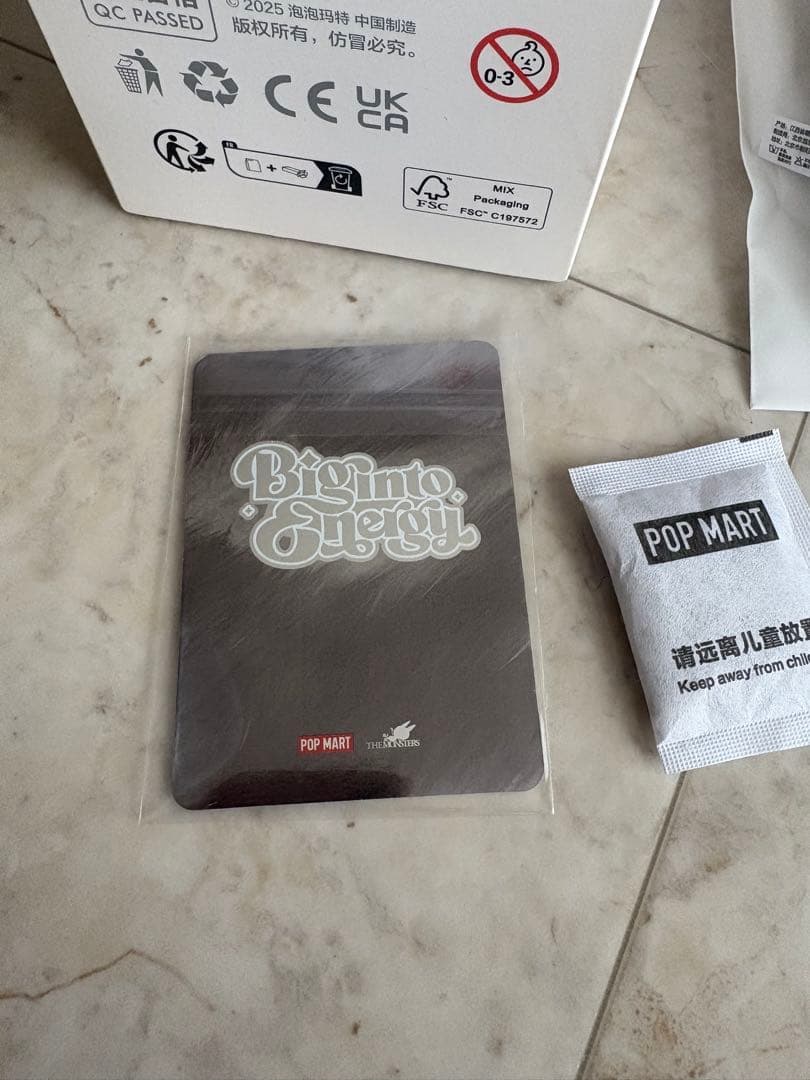 QC PASSED
© 2025 泡泡玛特 中国制造
版权所有，仿冒必究。
0-3
CE
UK
CA
FR
FSC™
MIX
Packaging
FSC™ C197572
Big Into
Energy
POP MART
THE MONSTERS
POP MART
请远离儿童放置
Keep away from